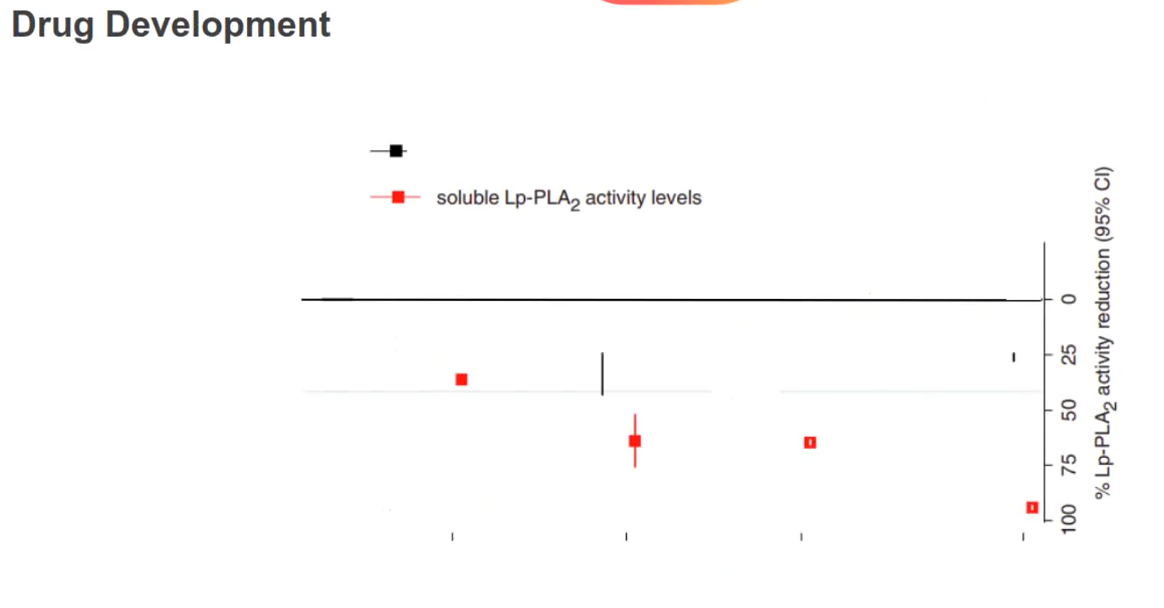 Drug Development
soluble Lp-PLA₂ activity levels
0
25
50
75
100
% Lp-PLA₂ activity reduction (95% CI)